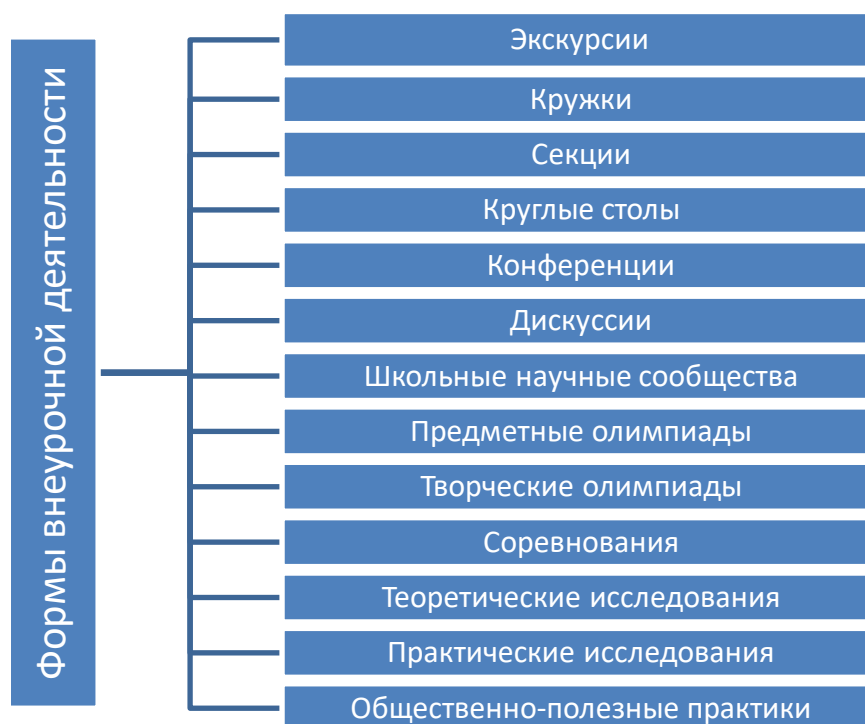 Формы внеурочной деятельности
Экскурсии
Кружки
Секции
Круглые столы
Конференции
Дискуссии
Школьные научные сообщества
Предметные олимпиады
Творческие олимпиады
Соревнования
Теоретические исследования
Практические исследования
Общественно-полезные практики